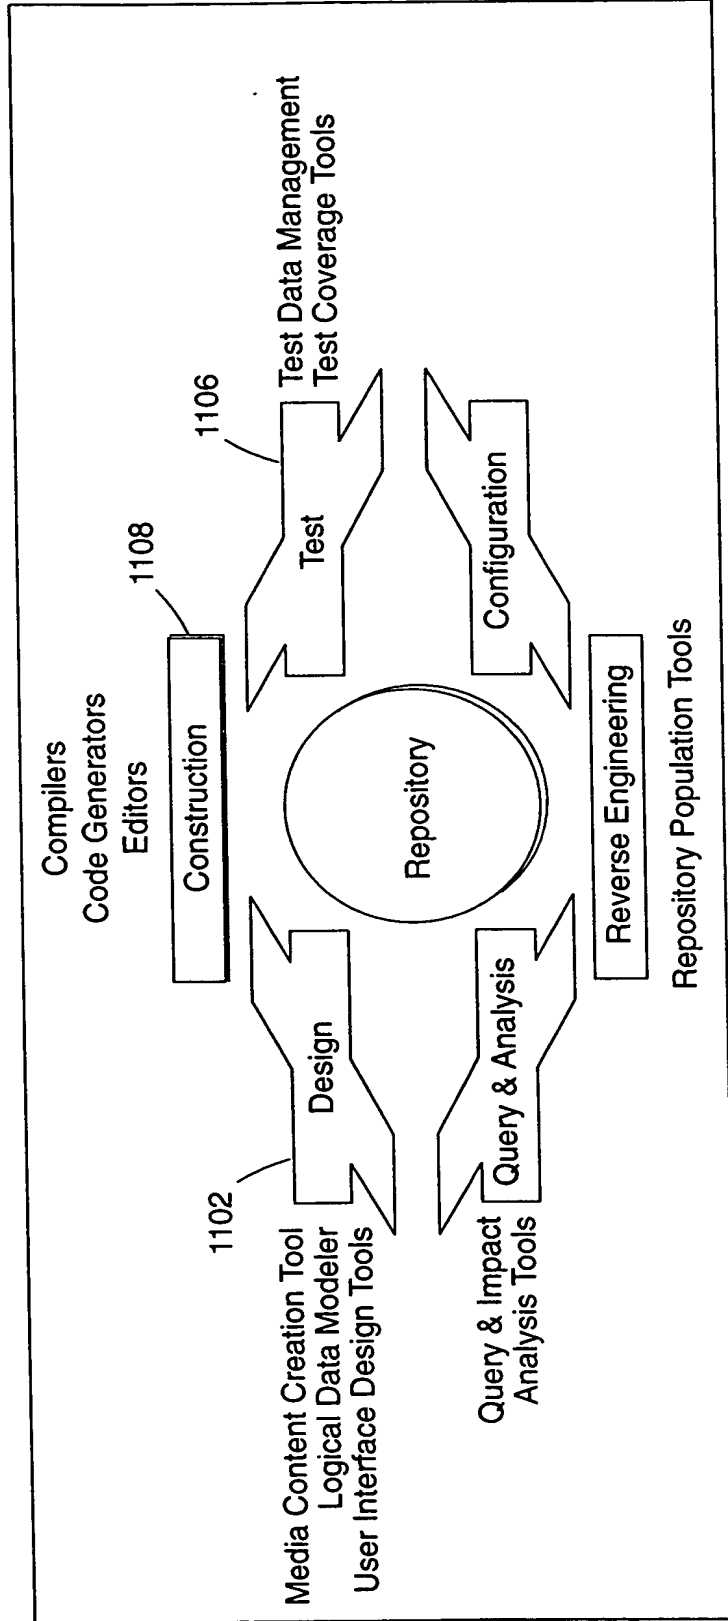 Compilers
Code Generators
Editors
1108
Construction
1102
Media Content Creation Tool
Logical Data Modeler
User Interface Design Tools
Design
1106
Test
Test Data Management
Test Coverage Tools
Repository
Query & Impact
Analysis Tools
Query & Analysis
Configuration
Reverse Engineering
Repository Population Tools